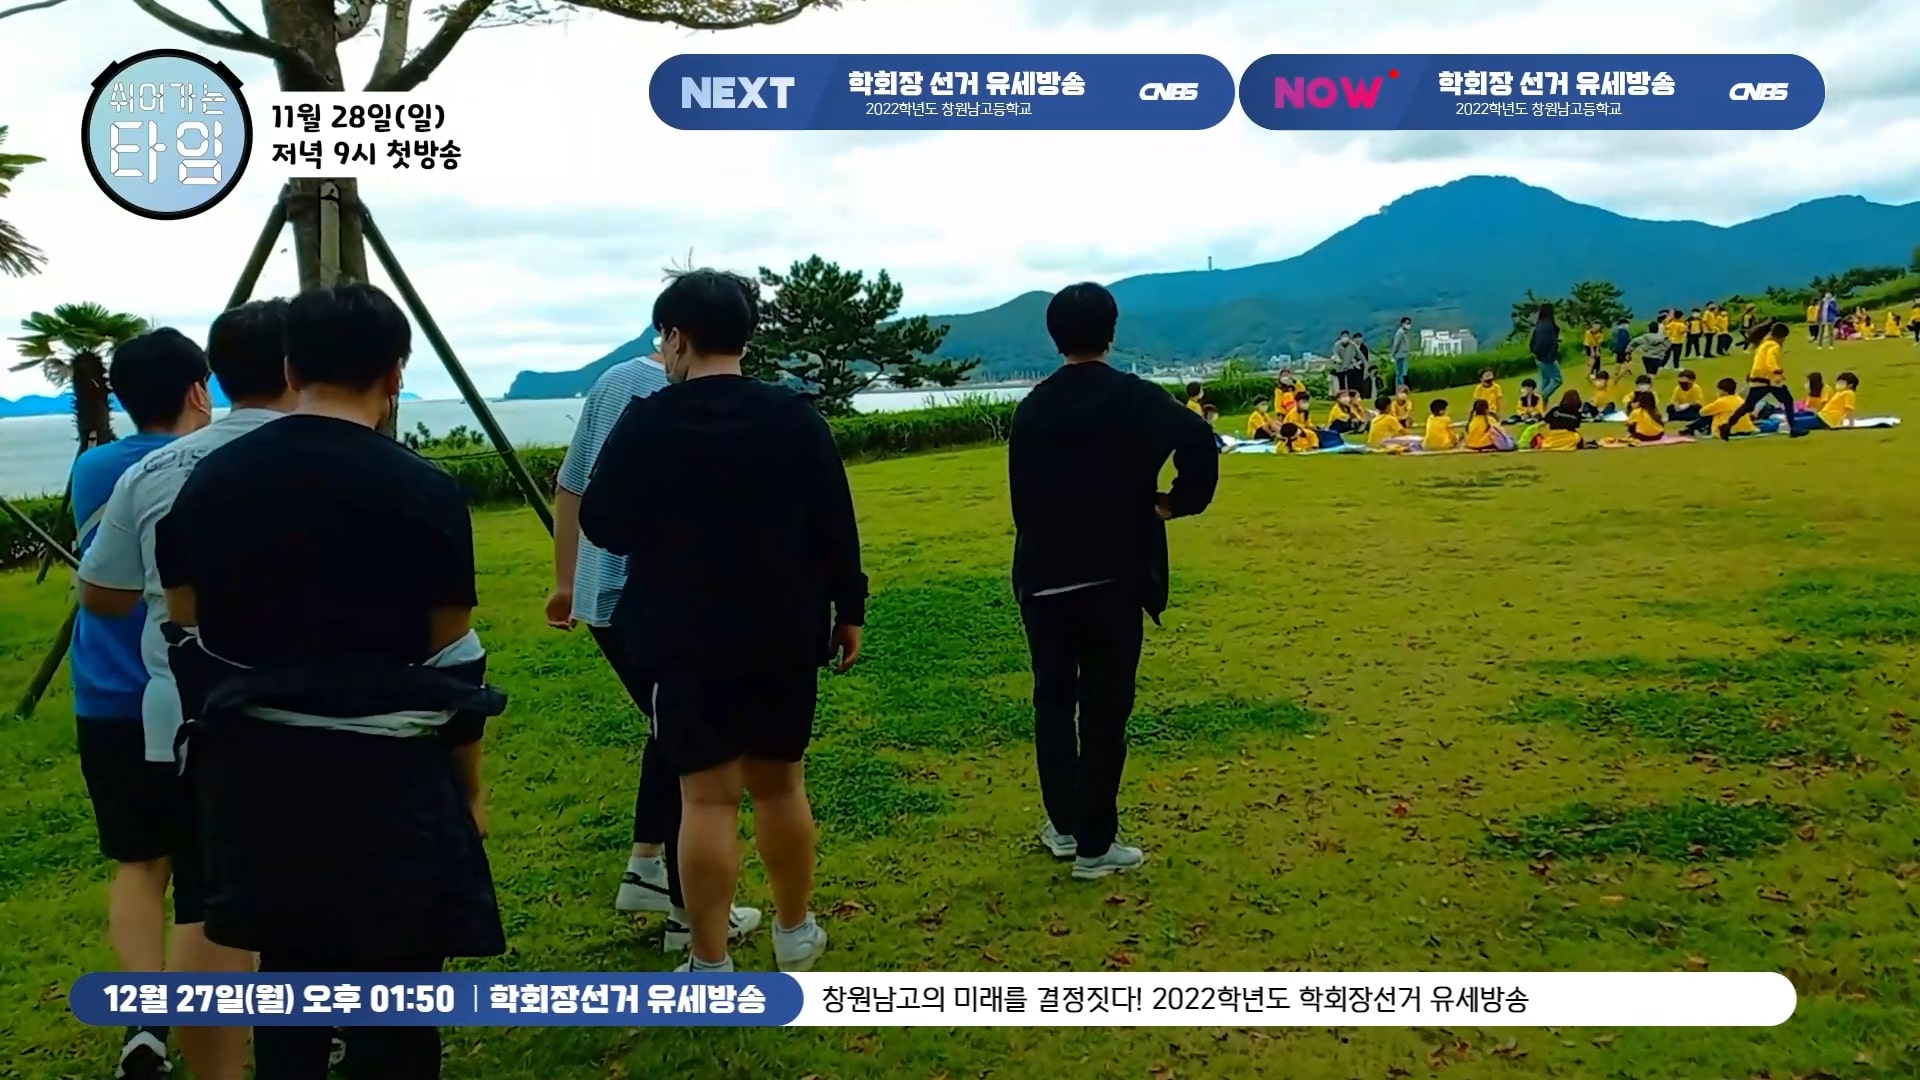 쉬어가는
타임
11월 28일(일)
저녁 9시 첫방송
NEXT
학회장 선거 유세방송
2022학년도 창원남고등학교
CNBS
NOW
학회장 선거 유세방송
2022학년도 창원남고등학교
CNBS
12월 27일(월) 오후 01:50 | 학회장선거 유세방송
창원남고의 미래를 결정짓다! 2022학년도 학회장선거 유세방송